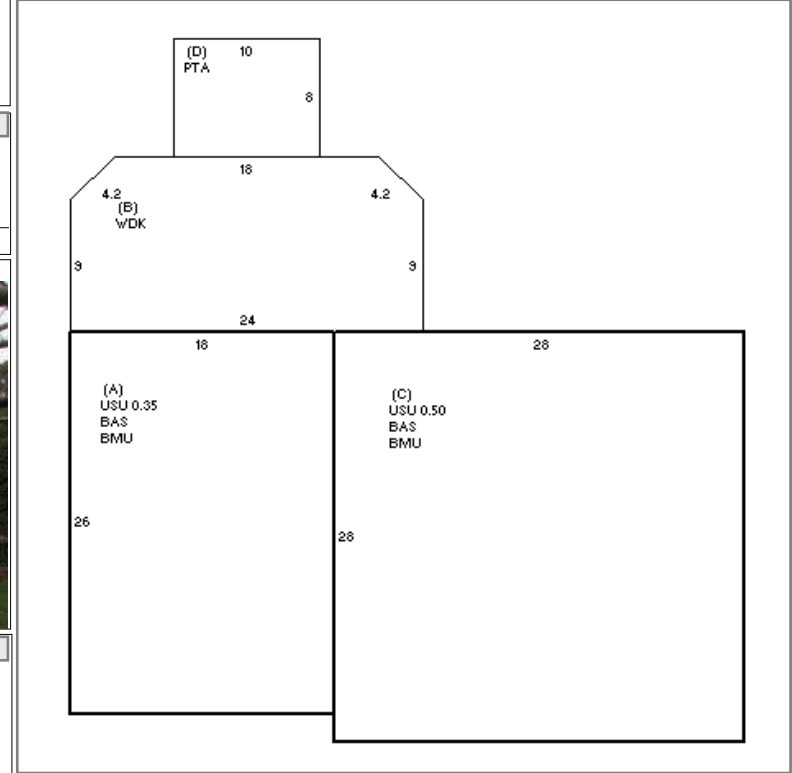 (D) 10
PTA
8
18
4.2 4.2
(B)
WDK
9 9
24
18 28
(A)
USU 0.35
BAS
BMU
(C)
USU 0.50
BAS
BMU
26
28